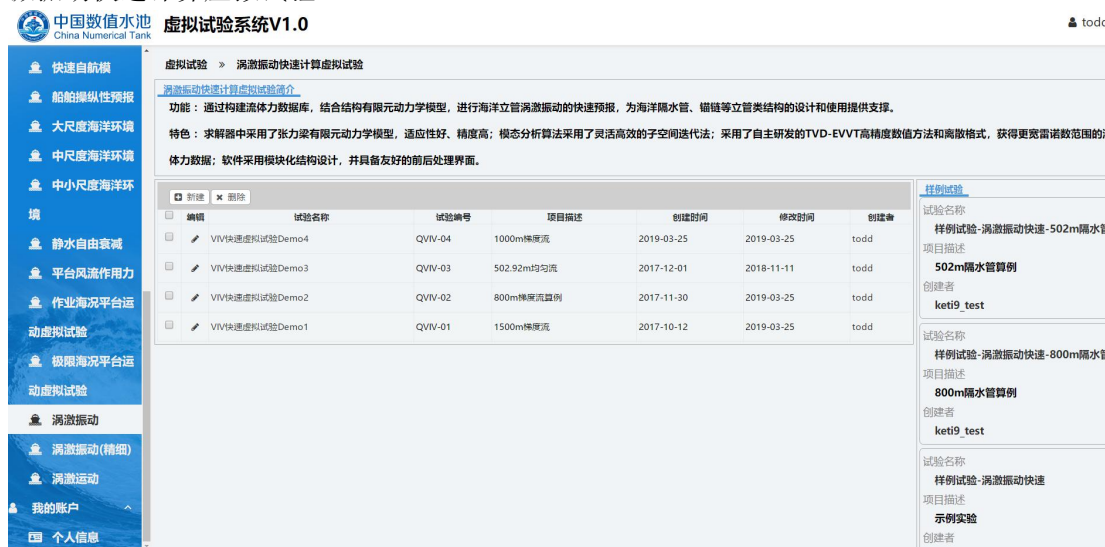 中国数值水池
China Numerical Tank
虚拟试验系统V1.0
快速自航模
船舶操纵性预报
大尺度海洋环境
中尺度海洋环境
中小尺度海洋环
境
静水自由衰减
平台风流作用力
作业海况平台运
动虚拟试验
极限海况平台运
动虚拟试验
涡激振动
涡激振动(精细)
涡激运动
我的账户
个人信息
虚拟试验 » 涡激振动快速计算虚拟试验
涡激振动快速计算虚拟试验简介
功能：通过构建流体力数据库，结合结构有限元动力学模型，进行海洋立管涡激振动的快速预报，为海洋隔水管、锚链等立管类结构的设计和使用提供支撑。
特色：求解器中采用了张力梁有限元动力学模型，适应性好、精度高；模态分析算法采用了灵活高效的子空间迭代法；采用了自主研发的TVD-EVVT高精度数值方法和离散格式，获得更宽雷诺数范围的
体力数据；软件采用模块化结构设计，并具备友好的前后处理界面。
新建 删除
编辑 试验名称 试验编号 项目描述 创建时间 修改时间 创建者
VIV快速虚拟试验Demo4 QVIV-04 1000m梯度流 2019-03-25 2019-03-25 todd
VIV快速虚拟试验Demo3 QVIV-03 502.92m均匀流 2017-12-01 2018-11-11 todd
VIV快速虚拟试验Demo2 QVIV-02 800m梯度流算例 2017-11-30 2019-03-25 todd
VIV快速虚拟试验Demo1 QVIV-01 1500m梯度流 2017-10-12 2019-03-25 todd
样例试验
试验名称
样例试验-涡激振动快速-502m隔水
项目描述
502m隔水管算例
创建者
keti9_test
试验名称
样例试验-涡激振动快速-800m隔水
项目描述
800m隔水管算例
创建者
keti9_test
试验名称
样例试验-涡激振动快速
项目描述
示例实验
创建者